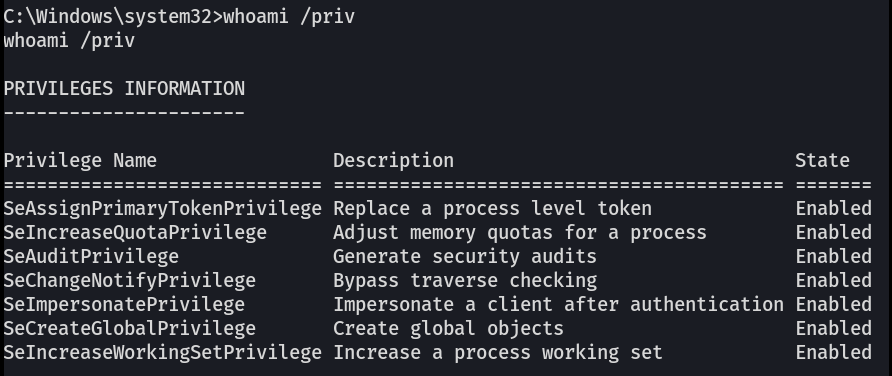 C:\Windows\system32>whoami /priv
whoami /priv
PRIVILEGES INFORMATION
----------------------
Privilege Name                Description                               State
============================= ========================================= =======
SeAssignPrimaryTokenPrivilege Replace a process level token             Enabled
SeIncreaseQuotaPrivilege      Adjust memory quotas for a process        Enabled
SeAuditPrivilege              Generate security audits                  Enabled
SeChangeNotifyPrivilege       Bypass traverse checking                  Enabled
SeImpersonatePrivilege        Impersonate a client after authentication Enabled
SeCreateGlobalPrivilege       Create global objects                     Enabled
SeIncreaseWorkingSetPrivilege Increase a process working set            Enabled